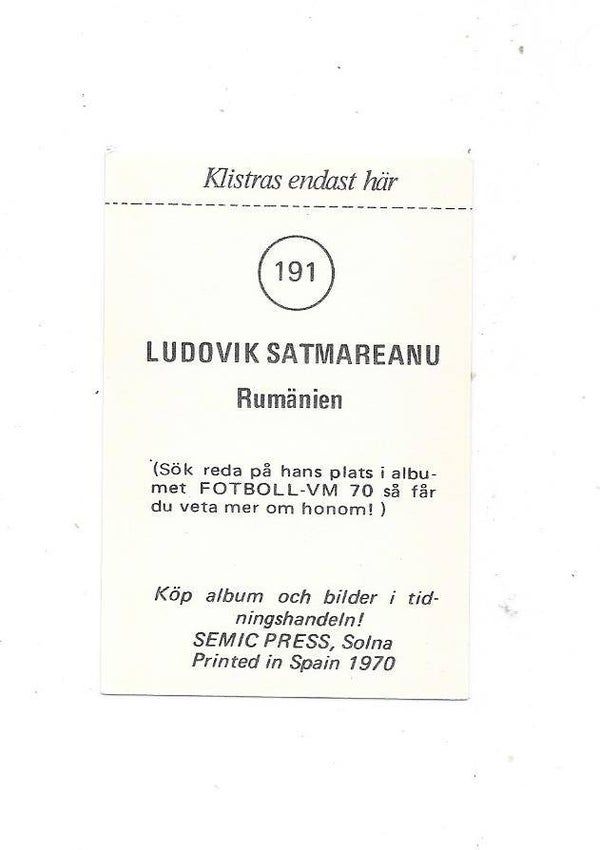 Klistras endast här
191
LUDOVIK SATMAREANU
Rumänien
(Sök reda på hans plats i albu-
met FOTBOLL-VM 70 så får
du veta mer om honom! )
Köp album och bilder i tid-
ningshandeln!
SEMIC PRESS, Solna
Printed in Spain 1970